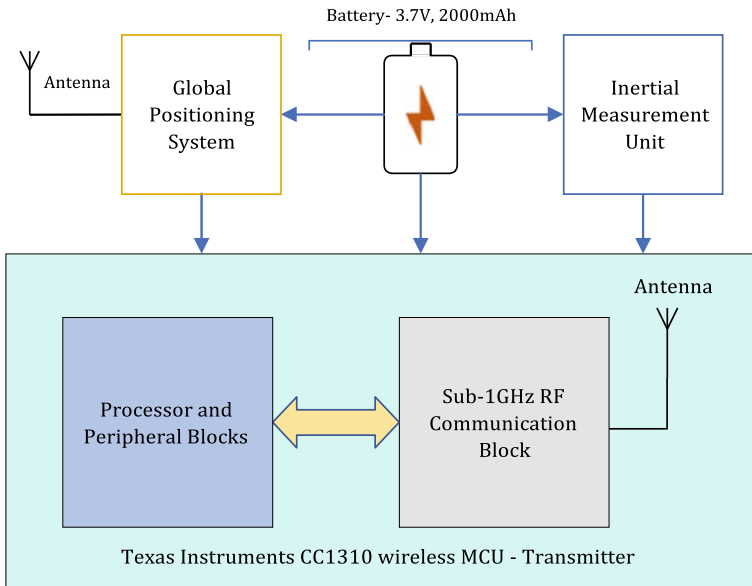 Battery- 3.7V, 2000mAh
Antenna
Global
Positioning
System
Inertial
Measurement
Unit
Antenna
Processor and
Peripheral Blocks
Sub-1GHz RF
Communication
Block
Texas Instruments CC1310 wireless MCU - Transmitter